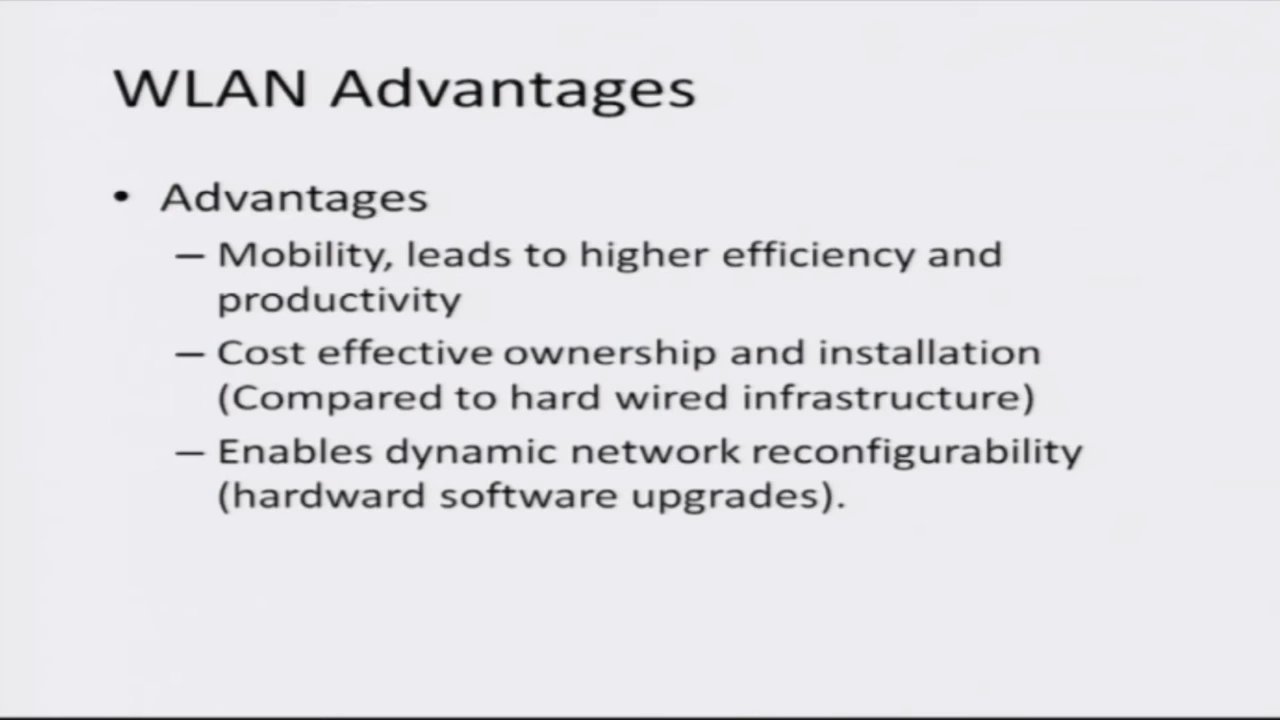 WLAN Advantages
• Advantages
– Mobility, leads to higher efficiency and
productivity
– Cost effective ownership and installation
(Compared to hard wired infrastructure)
– Enables dynamic network reconfigurability
(hardward software upgrades).